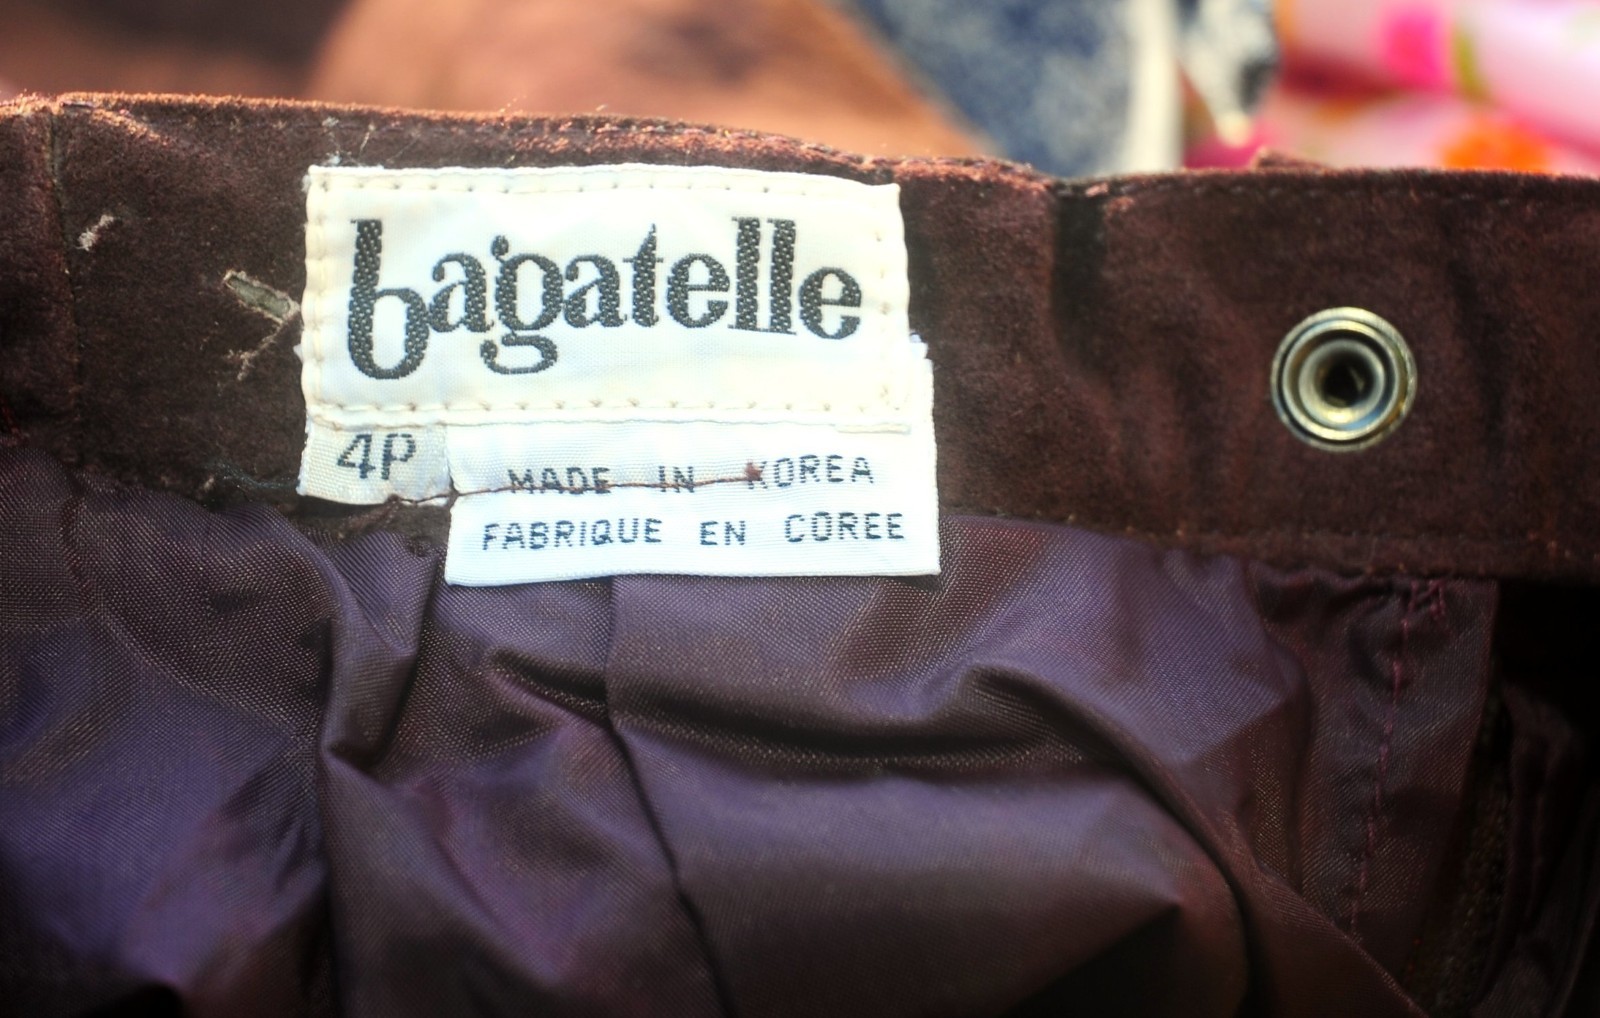 bagatelle
4P
MADE IN KOREA
FABRIQUE EN COREE